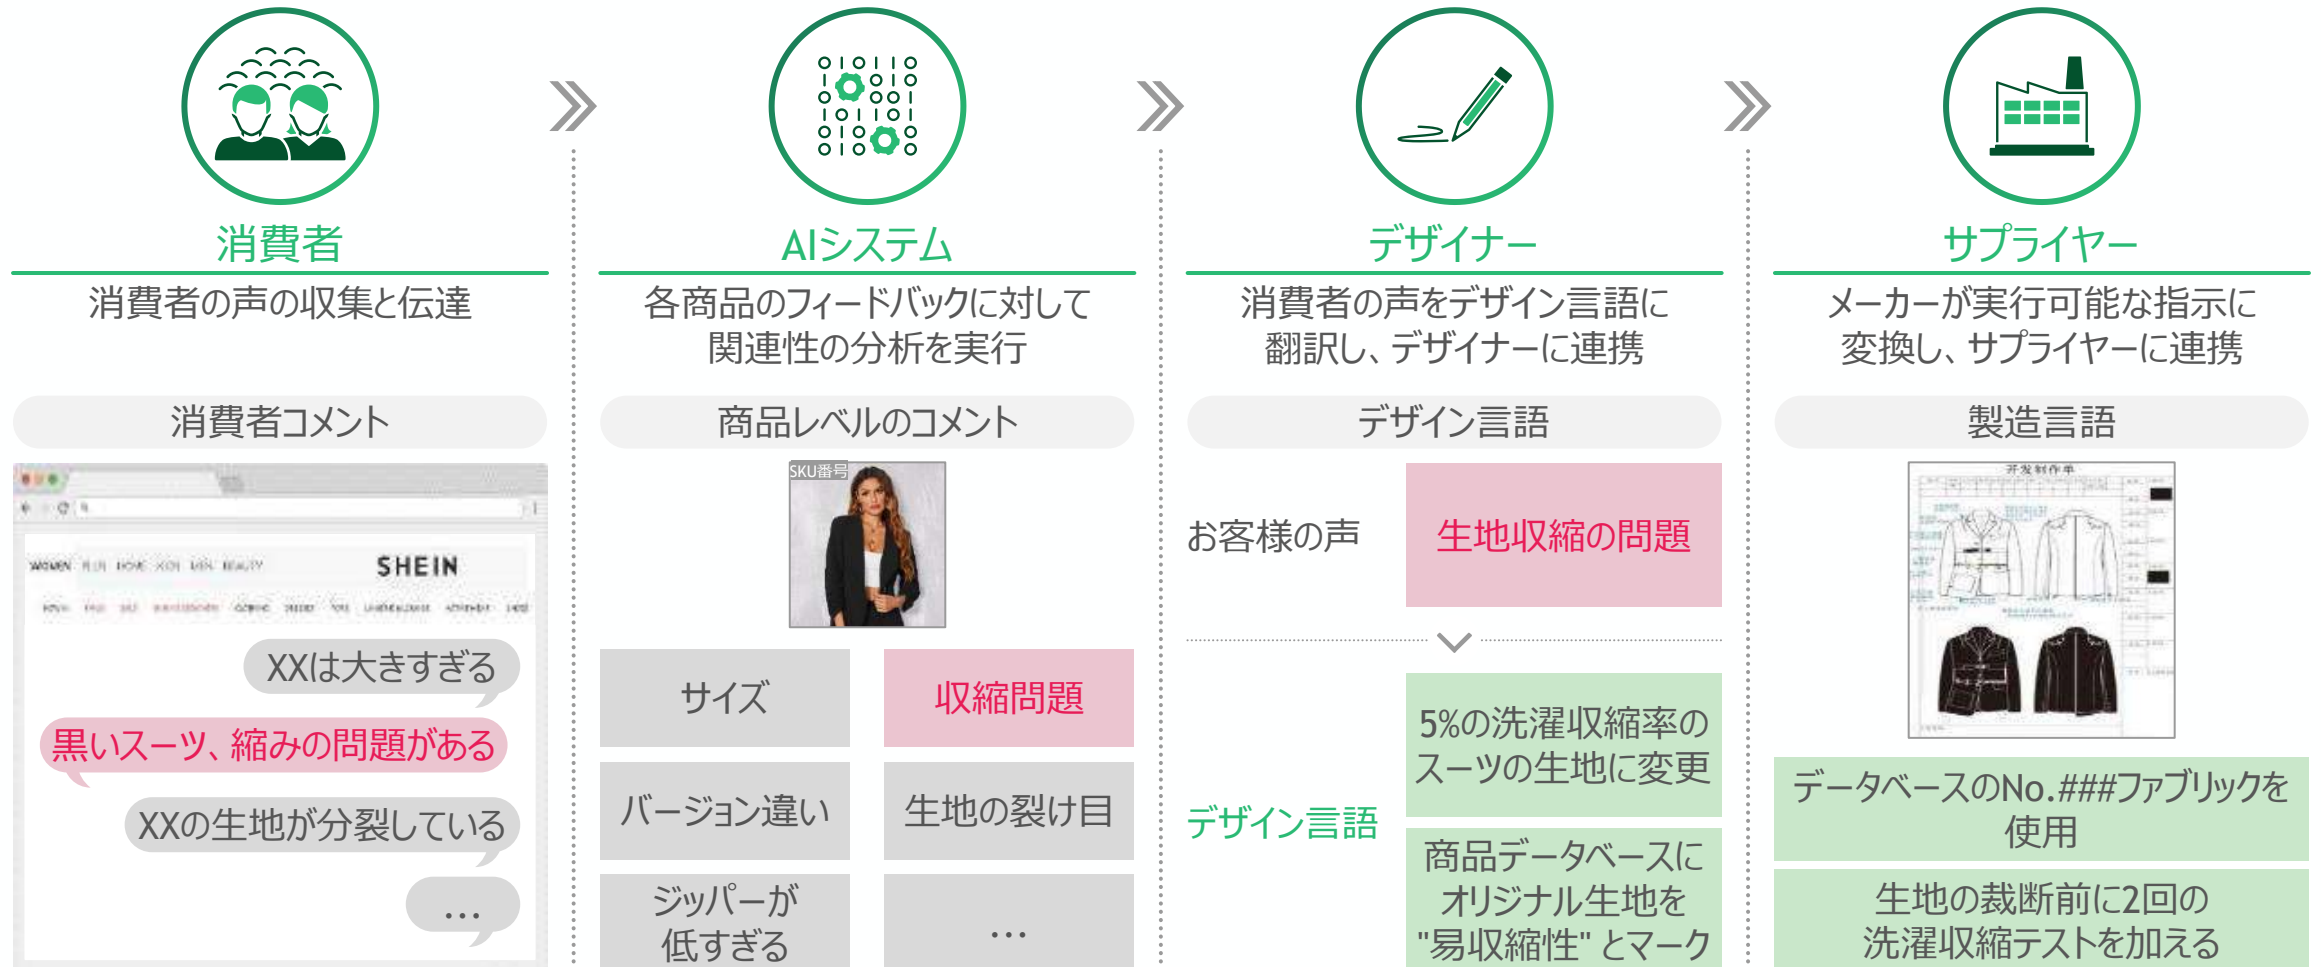 消費者
消費者の声の収集と伝達
消費者コメント
WOMEN
HOME
BEAUTY
SHEIN
XXは大きすぎる
黒いスーツ、縮みの問題がある
XXの生地が分裂している
...
AIシステム
各商品のフィードバックに対して
関連性の分析を実行
商品レベルのコメント
SKU番号
サイズ
収縮問題
バージョン違い
生地の裂け目
ジッパーが
低すぎる
...
デザイナー
消費者の声をデザイン言語に
翻訳し、デザイナーに連携
デザイン言語
お客様の声
生地収縮の問題
デザイン言語
5%の洗濯収縮率の
スーツの生地に変更
商品データベースに
オリジナル生地を
"易収縮性" とマーク
サプライヤー
メーカーが実行可能な指示に
変換し、サプライヤーに連携
製造言語
开发制作单
データベースのNo.###ファブリックを
使用
生地の裁断前に2回の
洗濯収縮テストを加える